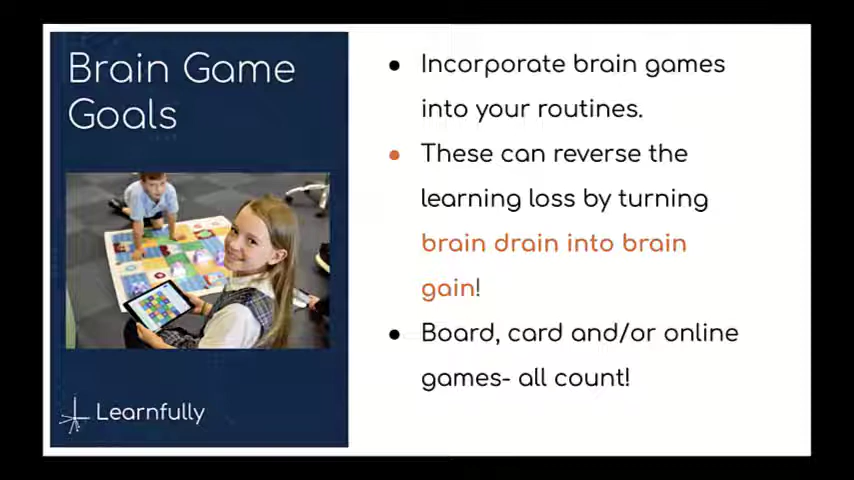 Brain Game
Goals
Learnfully
• Incorporate brain games
into your routines.
• These can reverse the
learning loss by turning
brain drain into brain
gain!
• Board, card and/or online
games- all count!